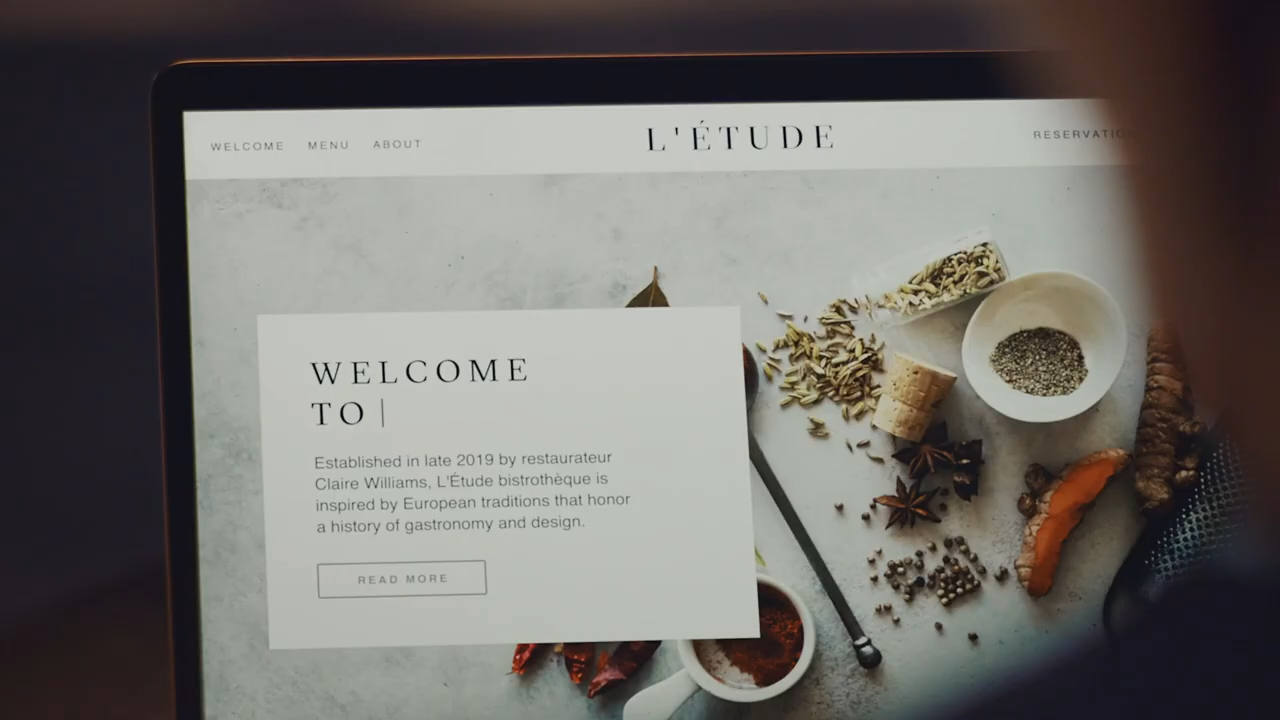 WELCOME MENU ABOUT
L'ÉTUDE
WELCOME
TO
Established in late 2019 by restaurateur
Claire Williams, L'Étude bistrothèque is
inspired by European traditions that honor
a history of gastronomy and design.
READ MORE